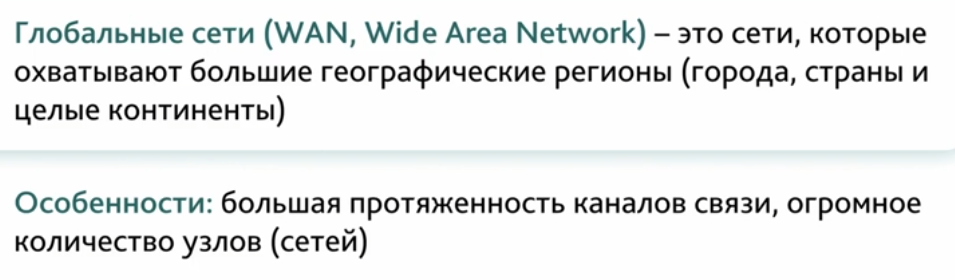 Глобальные сети (WAN, Wide Area Network) – это сети, которые
охватывают большие географические регионы (города, страны и
целые континенты)
Особенности: большая протяженность каналов связи, огромное
количество узлов (сетей)